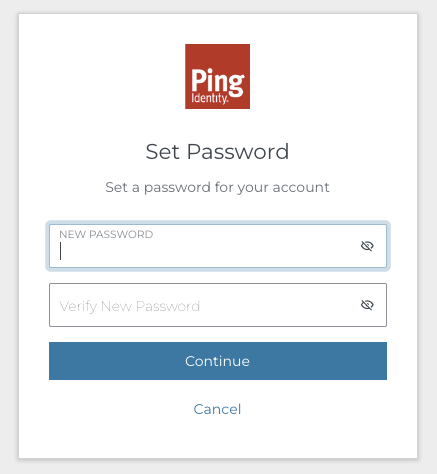 Ping
Identity.
Set Password
Set a password for your account
NEW PASSWORD
Verify New Password
Continue
Cancel